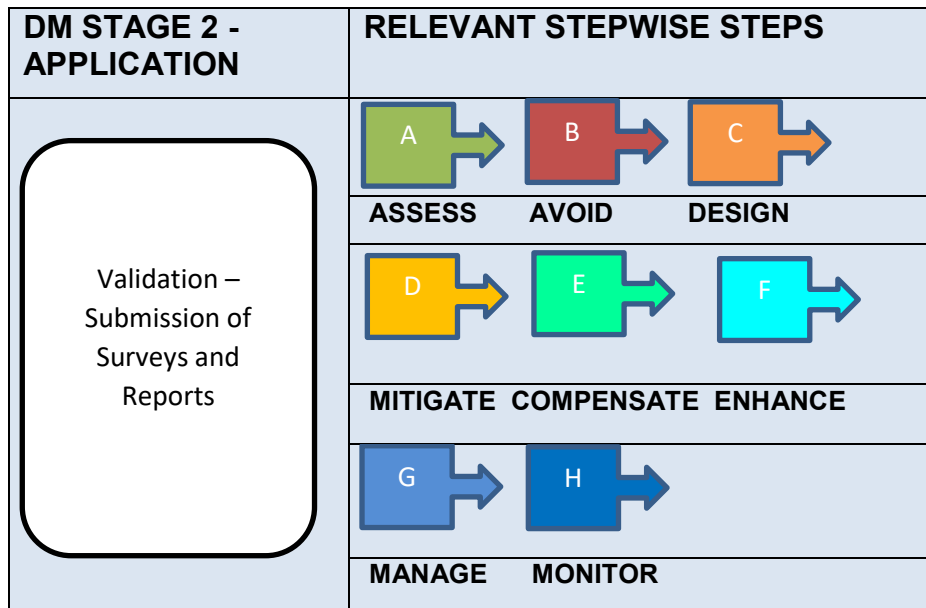 DM STAGE 2 -
APPLICATION
RELEVANT STEPWISE STEPS
Validation –
Submission of
Surveys and
Reports
A B C
ASSESS AVOID DESIGN
D E F
MITIGATE COMPENSATE ENHANCE
G H
MANAGE MONITOR